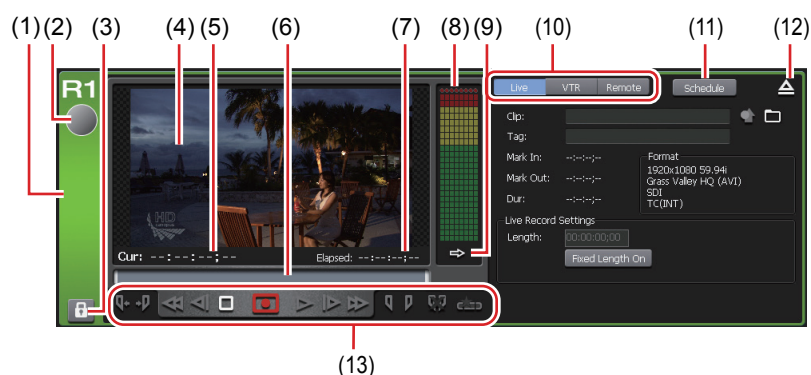 (1) (2) (3) (4) (5) (6) (7) (8) (9) (10) (11) (12)
R1
Live VTR Remote Schedule
Clip:
Tag:
Mark In: --:--:--;--
Mark Out: --:--:--;--
Dur: --:--:--;--
Format
1920x1080 59.94i
Grass Valley HQ (AVI)
SDI
TC(INT)
HD
Cur: --:--:--;-- Elapsed: --:--:--;--
Live Record Settings
Length: 00:00:00;00
Fixed Length On
(13)